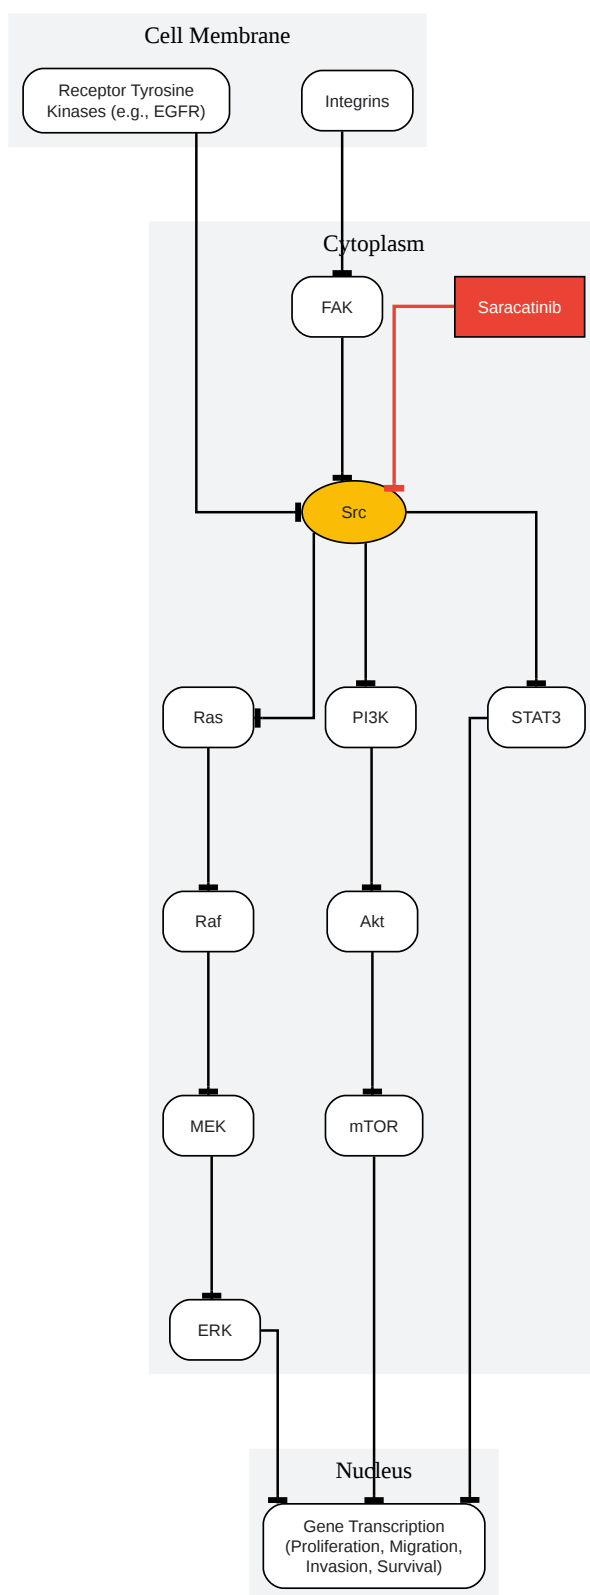 Cell Membrane
Receptor Tyrosine
Kinases (e.g., EGFR)
Integrins
Cytoplasm
FAK
Saracatinib
Src
Ras
PI3K
STAT3
Raf
Akt
MEK
mTOR
ERK
Nucleus
Gene Transcription
(Proliferation, Migration,
Invasion, Survival)